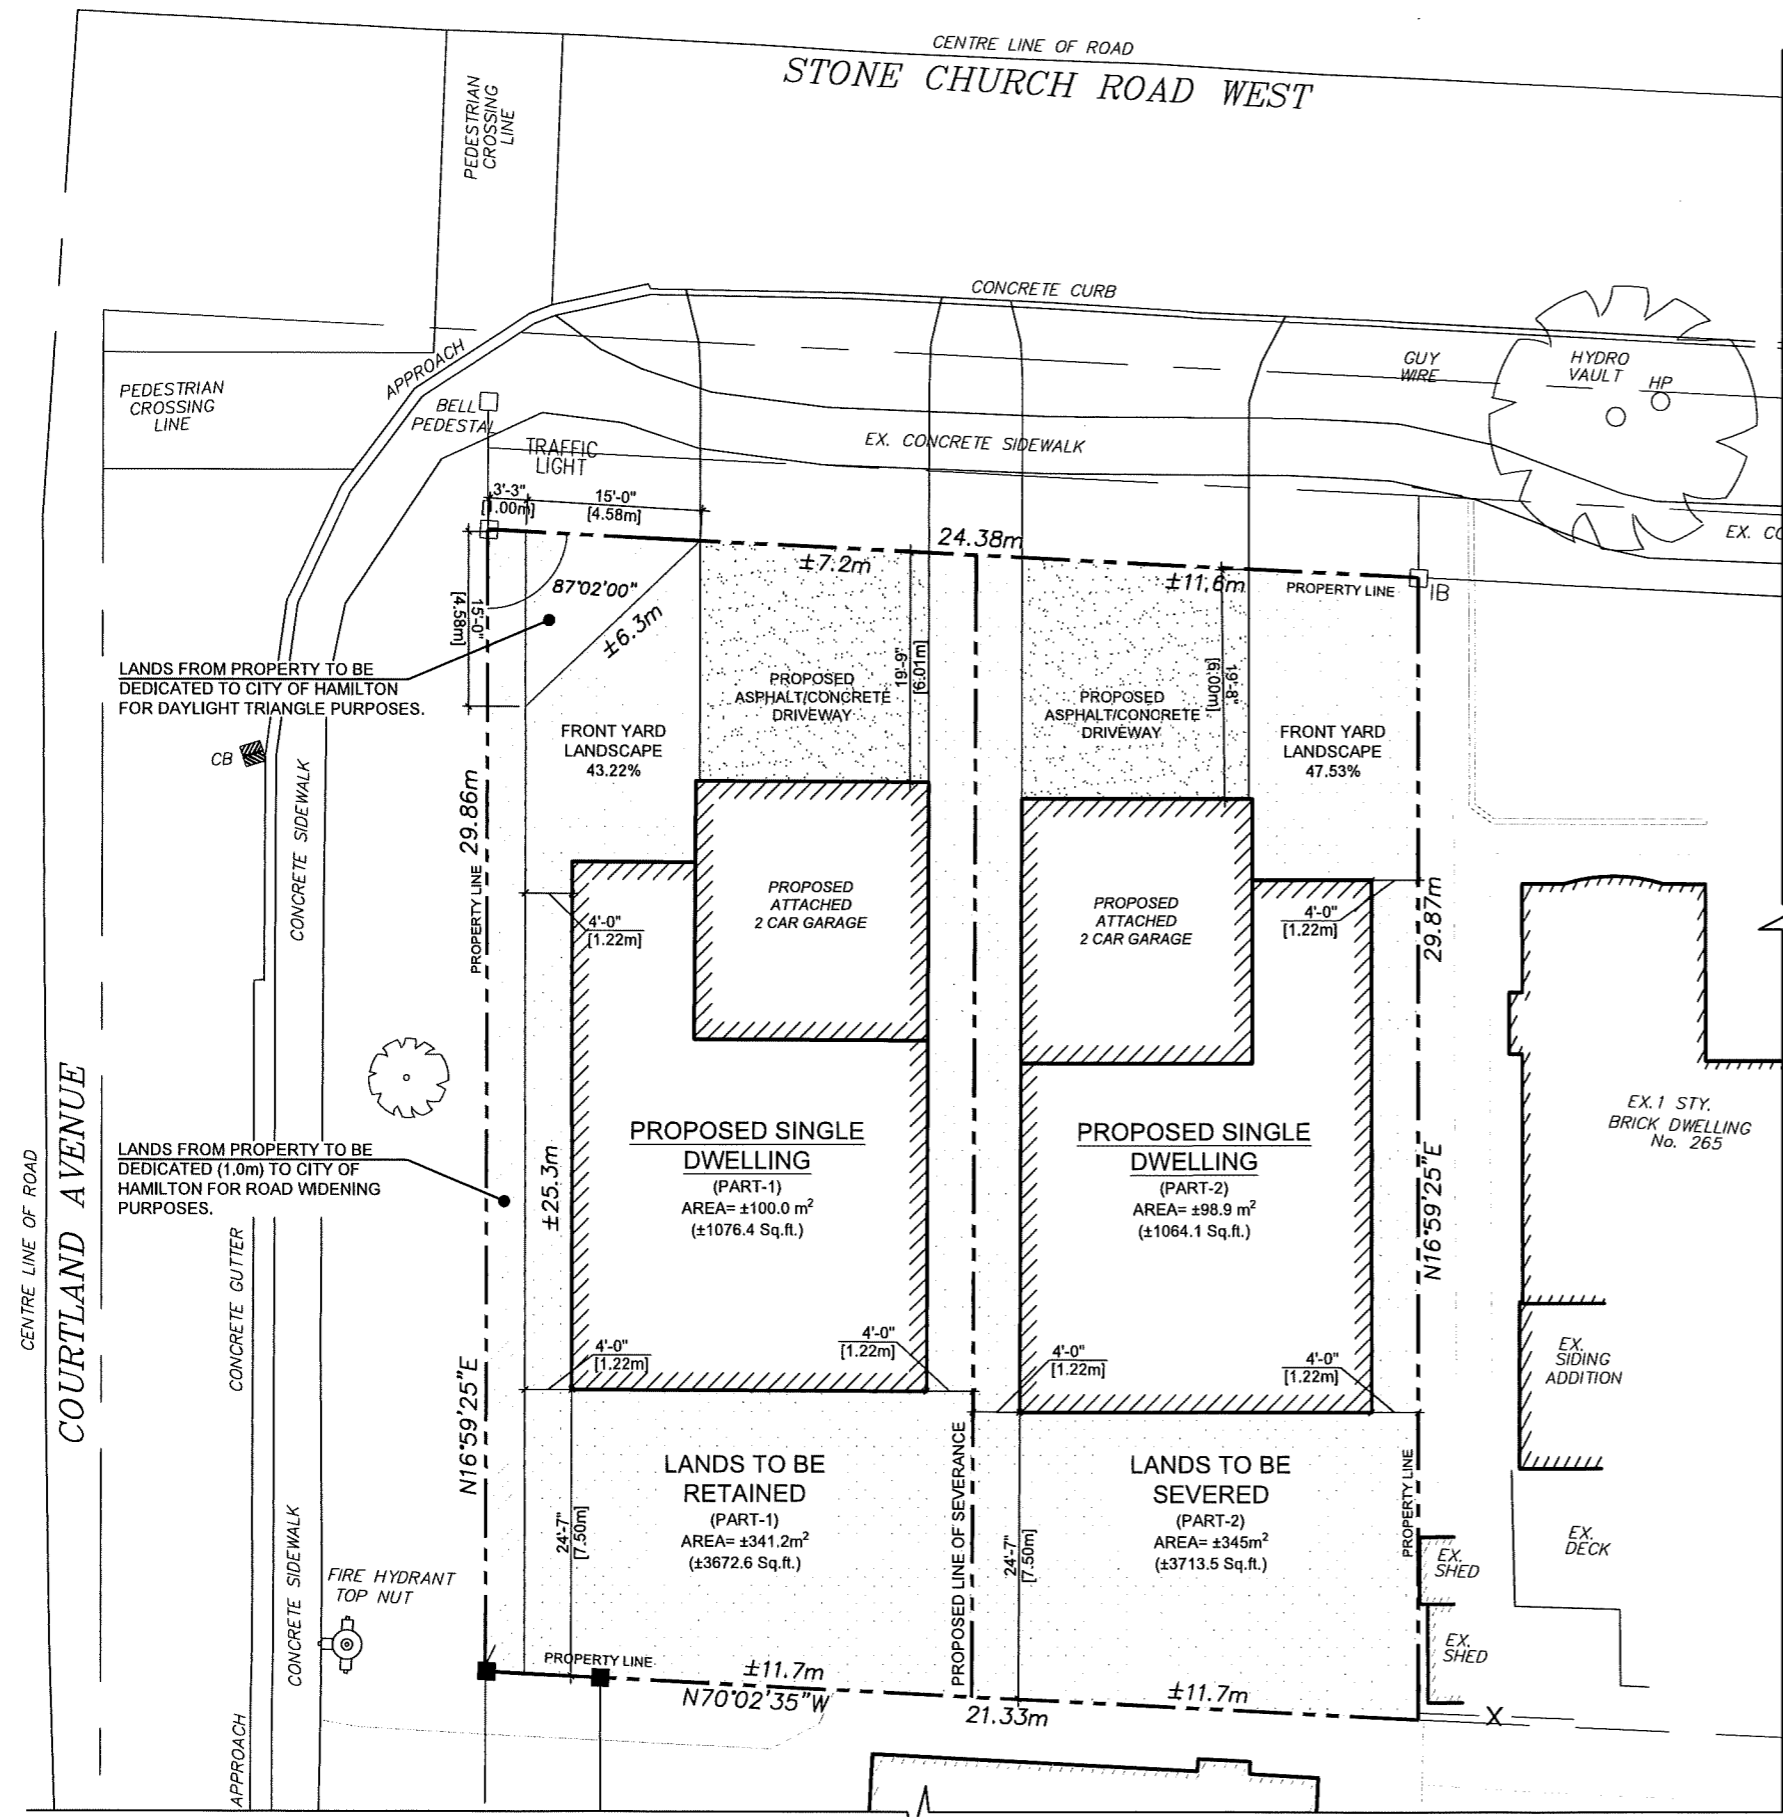 CENTRE LINE OF ROAD
STONE CHURCH ROAD WEST
PEDESTRIAN
CROSSING
LINE
CONCRETE CURB
APPROACH
PEDESTRIAN
CROSSING
LINE
BELL
PEDESTAL
TRAFFIC
LIGHT
EX. CONCRETE SIDEWALK
GUY
WIRE
HYDRO
VAULT
HP
EX. CO
3'-3"
[1.00m]
15'-0"
[4.58m]
24.38m
±7.2m
±11.6m
PROPERTY LINE
IB
87°02'00"
15'-0"
[4.58m]
±6.3m
LANDS FROM PROPERTY TO BE
DEDICATED TO CITY OF HAMILTON
FOR DAYLIGHT TRIANGLE PURPOSES.
19'-9"
[6.01m]
19'-8"
[6.00m]
PROPOSED
ASPHALT/CONCRETE
DRIVEWAY
PROPOSED
ASPHALT/CONCRETE
DRIVEWAY
FRONT YARD
LANDSCAPE
43.22%
FRONT YARD
LANDSCAPE
47.53%
CB
CONCRETE SIDEWALK
PROPERTY LINE
29.86m
PROPOSED
ATTACHED
2 CAR GARAGE
PROPOSED
ATTACHED
2 CAR GARAGE
4'-0"
[1.22m]
4'-0"
[1.22m]
29.87m
COURTLAND AVENUE
CENTRE LINE OF ROAD
LANDS FROM PROPERTY TO BE
DEDICATED (1.0m) TO CITY OF
HAMILTON FOR ROAD WIDENING
PURPOSES.
±25.3m
PROPOSED SINGLE
DWELLING
(PART-1)
AREA= ±100.0 m²
(±1076.4 Sq.ft.)
PROPOSED SINGLE
DWELLING
(PART-2)
AREA= ±98.9 m²
(±1064.1 Sq.ft.)
N16°59'25"E
EX.1 STY.
BRICK DWELLING
No. 265
CONCRETE GUTTER
N16°59'25"E
4'-0"
[1.22m]
4'-0"
[1.22m]
4'-0"
[1.22m]
4'-0"
[1.22m]
EX.
SIDING
ADDITION
LANDS TO BE
RETAINED
(PART-1)
AREA= ±341.2m²
(±3672.6 Sq.ft.)
PROPOSED LINE OF SEVERANCE
LANDS TO BE
SEVERED
(PART-2)
AREA= ±345m²
(±3713.5 Sq.ft.)
24'-7"
[7.50m]
24'-7"
[7.50m]
PROPERTY LINE
EX.
SHED
EX.
DECK
EX.
SHED
CONCRETE SIDEWALK
FIRE HYDRANT
TOP NUT
PROPERTY LINE
±11.7m
N70°02'35"W
±11.7m
21.33m
X
APPROACH